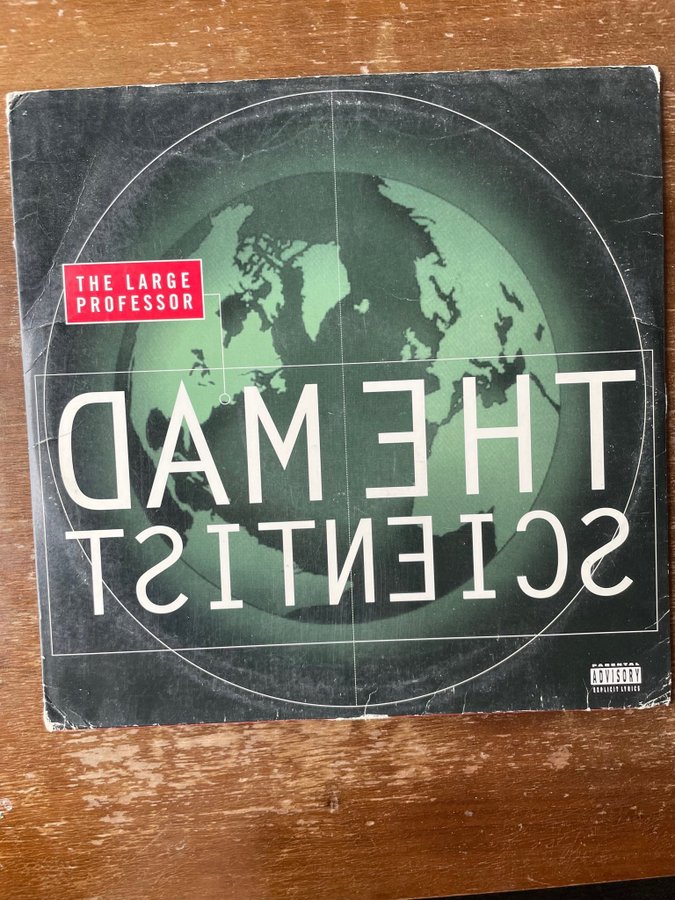 THE LARGE
PROFESSOR
THE MAD
SCIENTIST
PARENTAL
ADVISORY
EXPLICIT LYRICS